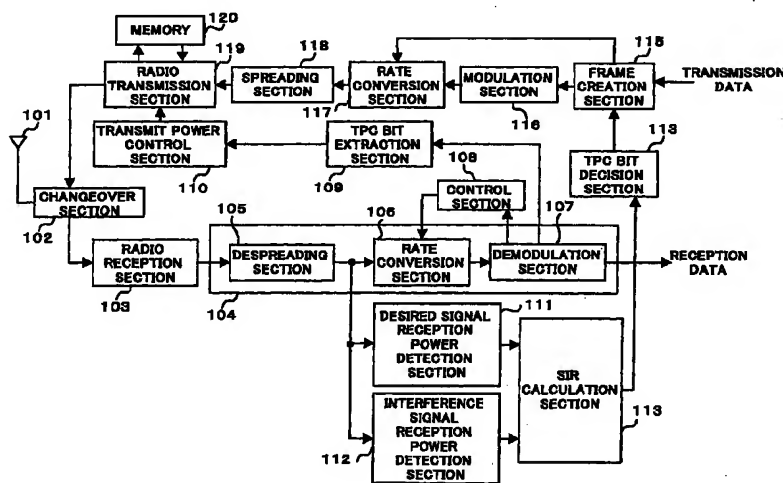 120
MEMORY
119
RADIO
TRANSMISSION
SECTION
118
SPREADING
SECTION
RATE
CONVERSION
SECTION
117
MODULATION
SECTION
116
115
FRAME
CREATION
SECTION
TRANSMISSION
DATA
101
TRANSMIT POWER
CONTROL
SECTION
110
TPC BIT
EXTRACTION
SECTION
109
113
TPC BIT
DECISION
SECTION
108
CONTROL
SECTION
CHANGEOVER
SECTION
102
105
106
107
RADIO
RECEPTION
SECTION
103
DESPREADING
SECTION
RATE
CONVERSION
SECTION
DEMODULATION
SECTION
RECEPTION
DATA
104
111
DESIRED SIGNAL
RECEPTION
POWER
DETECTION
SECTION
SIR
CALCULATION
SECTION
113
INTERFERENCE
SIGNAL
RECEPTION
POWER
DETECTION
SECTION
112